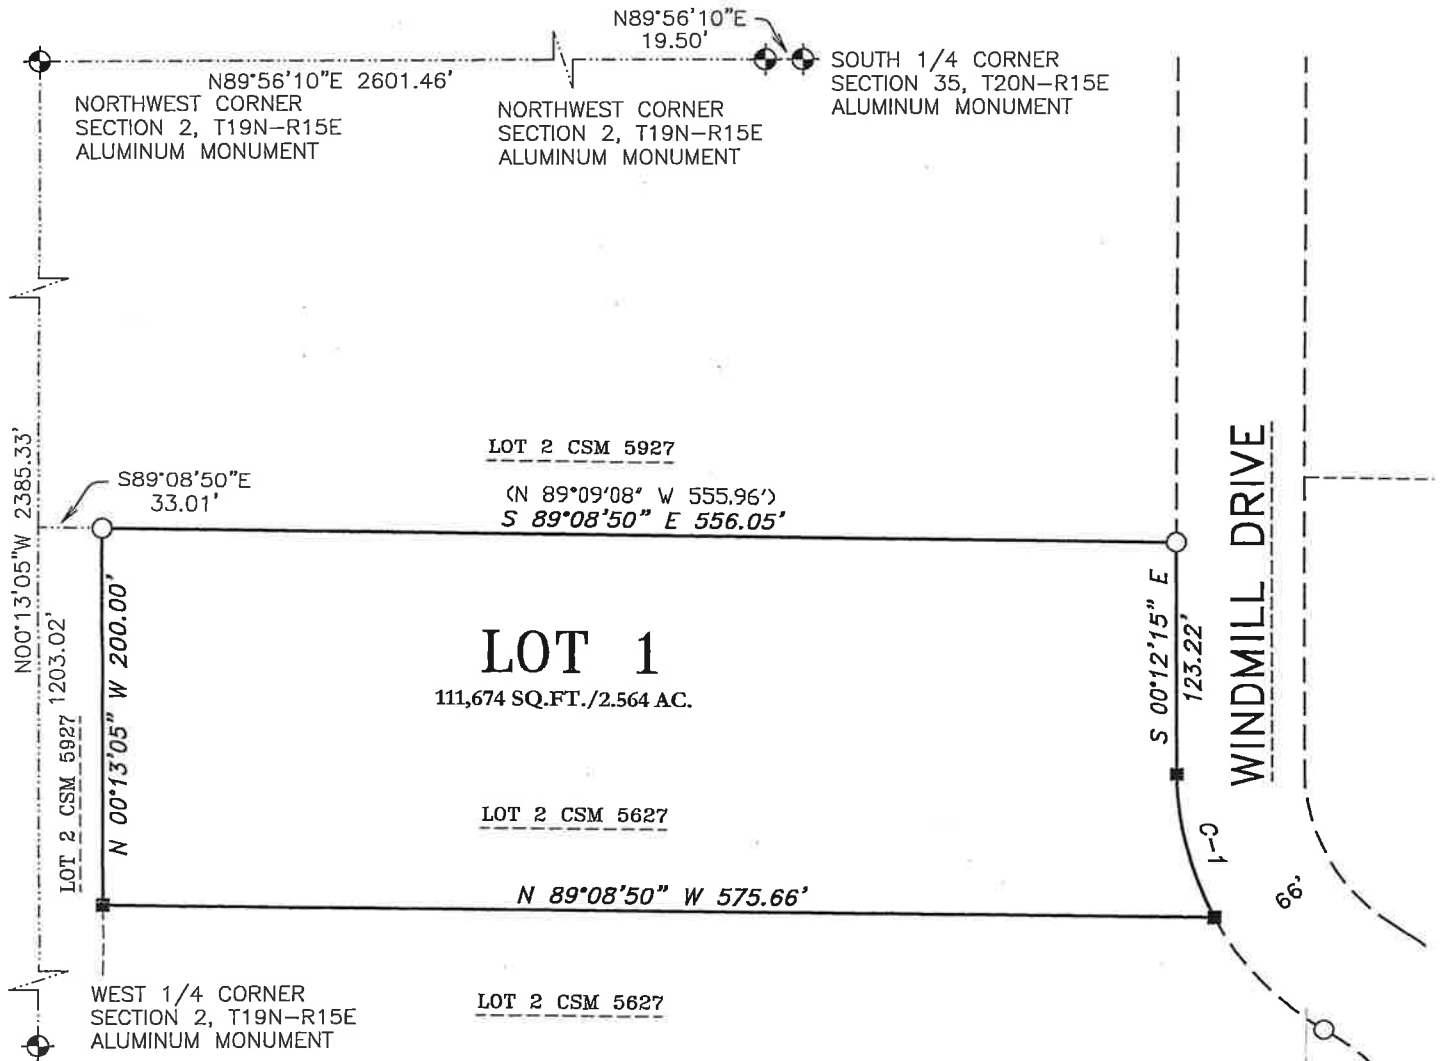 N89°56'10"E
19.50'
SOUTH 1/4 CORNER
SECTION 35, T20N-R15E
ALUMINUM MONUMENT
N89°56'10"E 2601.46'
NORTHWEST CORNER
SECTION 2, T19N-R15E
ALUMINUM MONUMENT
NORTHWEST CORNER
SECTION 2, T19N-R15E
ALUMINUM MONUMENT
N00°13'05"W 2385.33'
1203.02'
S89°08'50"E
33.01'
LOT 2 CSM 5927
(N 89°09'08" W 555.96')
S 89°08'50" E 556.05'
LOT 2 CSM 5927
N 00°13'05" W 200.00'
LOT 1
111,674 SQ.FT./2.564 AC.
S 00°12'15" E
123.22'
WINDMILL DRIVE
LOT 2 CSM 5627
C-1
66'
N 89°08'50" W 575.66'
WEST 1/4 CORNER
SECTION 2, T19N-R15E
ALUMINUM MONUMENT
LOT 2 CSM 5627